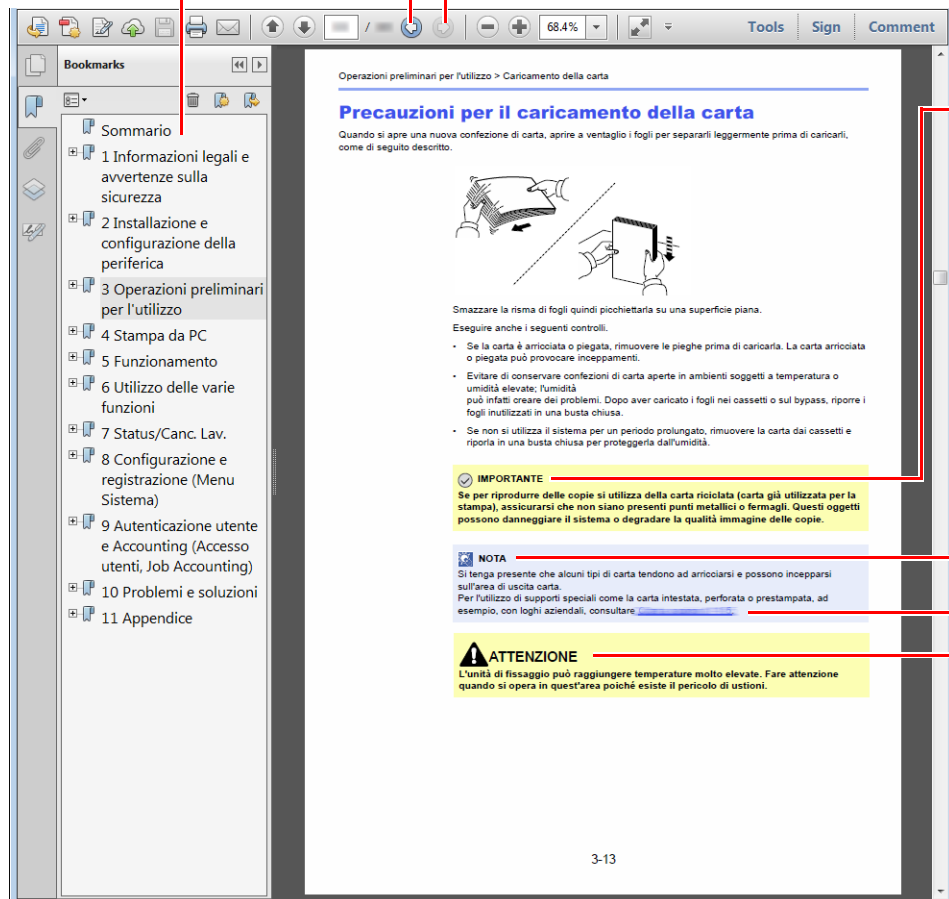 68.4%
Tools
Sign
Comment
Bookmarks
Sommario
1 Informazioni legali e
avvertenze sulla
sicurezza
2 Installazione e
configurazione della
periferica
3 Operazioni preliminari
per l'utilizzo
4 Stampa da PC
5 Funzionamento
6 Utilizzo delle varie
funzioni
7 Status/Canc. Lav.
8 Configurazione e
registrazione (Menu
Sistema)
9 Autenticazione utente
e Accounting (Accesso
utenti, Job Accounting)
10 Problemi e soluzioni
11 Appendice
Operazioni preliminari per l'utilizzo > Caricamento della carta
Precauzioni per il caricamento della carta
Quando si apre una nuova confezione di carta, aprire a ventaglio i fogli per separarli leggermente prima di caricarli,
come di seguito descritto.
Smazzare la risma di fogli quindi picchiettarla su una superficie piana.
Eseguire anche i seguenti controlli.
• Se la carta è arricciata o piegata, rimuovere le pieghe prima di caricarla. La carta arricciata
o piegata può provocare inceppamenti.
• Evitare di conservare confezioni di carta aperte in ambienti soggetti a temperatura o
umidità elevate; l'umidità
può infatti creare dei problemi. Dopo aver caricato i fogli nei cassetti o sul bypass, riporre i
fogli inutilizzati in una busta chiusa.
• Se non si utilizza il sistema per un periodo prolungato, rimuovere la carta dai cassetti e
riporla in una busta chiusa per proteggerla dall'umidità.
IMPORTANTE
Se per riprodurre delle copie si utilizza della carta riciclata (carta già utilizzata per la
stampa), assicurarsi che non siano presenti punti metallici o fermagli. Questi oggetti
possono danneggiare il sistema o degradare la qualità immagine delle copie.
NOTA
Si tenga presente che alcuni tipi di carta tendono ad arricciarsi e possono incepparsi
sull'area di uscita carta.
Per l'utilizzo di supporti speciali come la carta intestata, perforata o prestampata, ad
esempio, con loghi aziendali, consultare
ATTENZIONE
L'unità di fissaggio può raggiungere temperature molto elevate. Fare attenzione
quando si opera in quest'area poiché esiste il pericolo di ustioni.
3-13